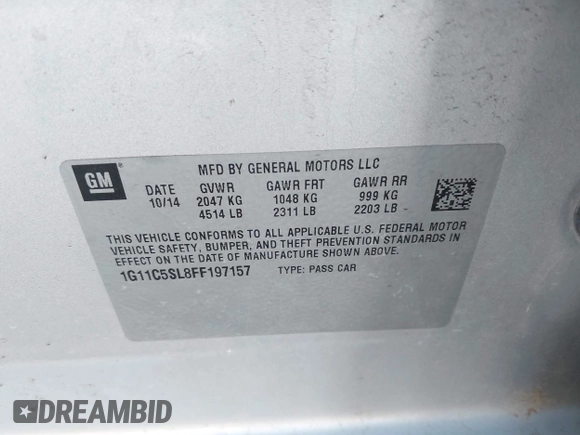 GM
MFD BY GENERAL MOTORS LLC
DATE GVWR GAWR FRT GAWR RR
10/14 2047 KG 1048 KG 999 KG
4514 LB 2311 LB 2203 LB
THIS VEHICLE CONFORMS TO ALL APPLICABLE U.S. FEDERAL MOTOR
VEHICLE SAFETY, BUMPER, AND THEFT PREVENTION STANDARDS IN
EFFECT ON THE DATE OF MANUFACTURE SHOWN ABOVE.
1G11C5SL8FF197157 TYPE: PASS CAR
DREAMBID